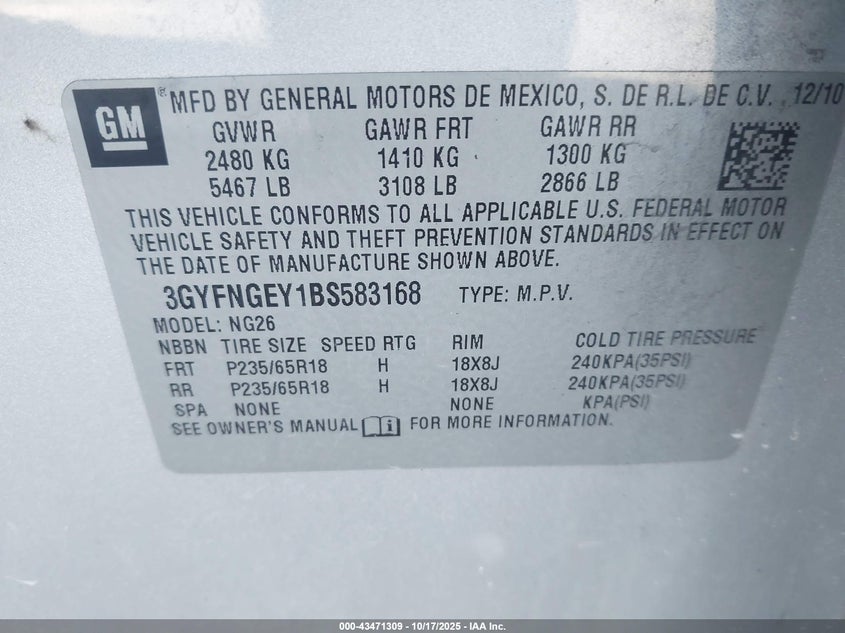 GM ® MFD BY GENERAL MOTORS DE MEXICO, S. DE R.L. DE C.V. 12/10
GVWR GAWR FRT GAWR RR
2480 KG 1410 KG 1300 KG
5467 LB 3108 LB 2866 LB
THIS VEHICLE CONFORMS TO ALL APPLICABLE U.S. FEDERAL MOTOR
VEHICLE SAFETY AND THEFT PREVENTION STANDARDS IN EFFECT ON
THE DATE OF MANUFACTURE SHOWN ABOVE.
3GYFNGEY1BS583168 TYPE: M.P.V.
MODEL: NG26
NBBN TIRE SIZE SPEED RTG RIM COLD TIRE PRESSURE
FRT P235/65R18 H 18X8J 240KPA(35PSI)
RR P235/65R18 H 18X8J 240KPA(35PSI)
SPA NONE NONE KPA(PSI)
SEE OWNER'S MANUAL i FOR MORE INFORMATION.
000-43471309 | 10/17/2025 - IAA Inc.